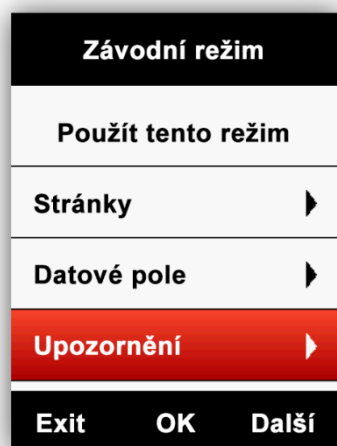 Závodní režim
Použít tento režim
Stránky
Datové pole
Upozornění
Exit OK Další